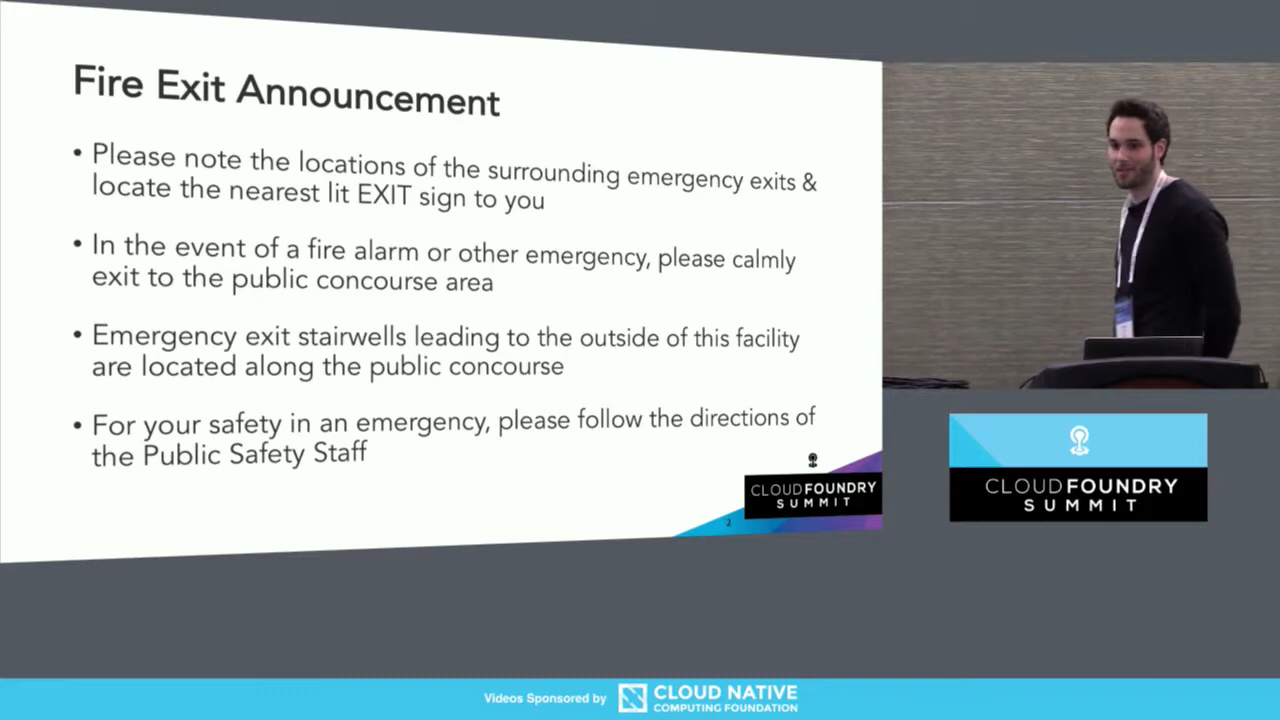 Fire Exit Announcement
• Please note the locations of the surrounding emergency exits &
locate the nearest lit EXIT sign to you
• In the event of a fire alarm or other emergency, please calmly
exit to the public concourse area
• Emergency exit stairwells leading to the outside of this facility
are located along the public concourse
• For your safety in an emergency, please follow the directions of
the Public Safety Staff
CLOUDFOUNDRY
SUMMIT
2
CLOUDFOUNDRY
SUMMIT
Videos Sponsored by
CLOUD NATIVE
COMPUTING FOUNDATION